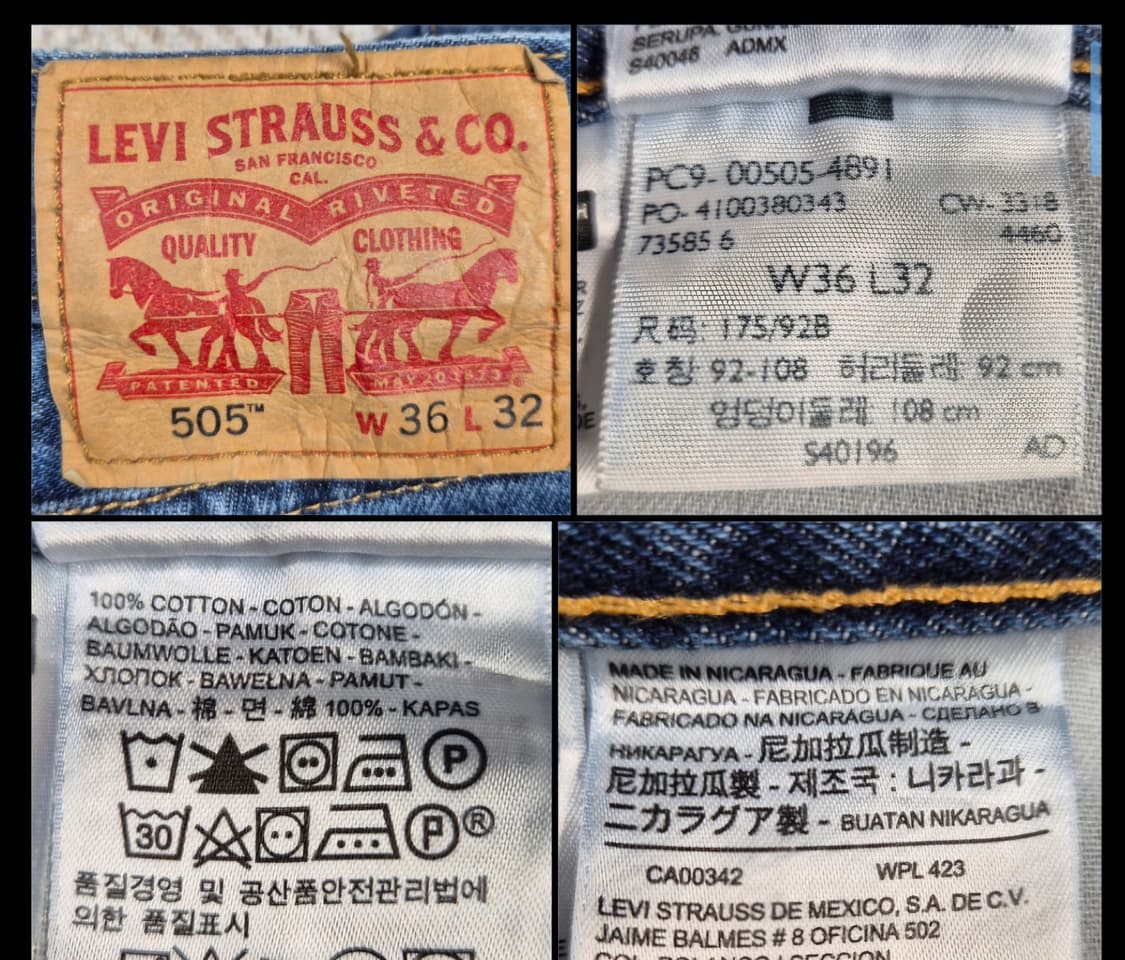 LEVI STRAUSS & CO.
SAN FRANCISCO
CAL.
ORIGINAL RIVETED
QUALITY CLOTHING
PATENTED MAY 20 1873
505™ W 36 L 32
SERUPA.
S40046 ADMX
PC9- 00505-4891
PO- 4100380343 CW- 3318
73585 6 4460
W36 L32
尺码: 175/92B
호칭 92-108 허리둘레: 92 cm
엉덩이둘레: 108 cm
S40196 AD
100% COTTON - COTON - ALGODÓN -
ALGODÃO - PAMUK - COTONE -
BAUMWOLLE - KATOEN - BAMBAKI -
ХЛОПОК - BAWEŁNA - PAMUT -
BAVLNA - 棉 - 면 - 綿 100% - KAPAS
P
30 P®
품질경영 및 공산품안전관리법에
의한 품질표시
MADE IN NICARAGUA - FABRIQUE AU
NICARAGUA - FABRICADO EN NICARAGUA -
FABRICADO NA NICARÁGUA - СДЕЛАНО В
НИКАРАГУА - 尼加拉瓜制造 -
尼加拉瓜製 - 제조국 : 니카라과 -
ニカラグア製 - BUATAN NIKARAGUA
CA00342 WPL 423
LEVI STRAUSS DE MEXICO, S.A. DE C.V.
JAIME BALMES # 8 OFICINA 502